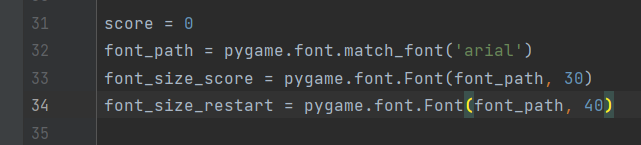 31 score = 0
32 font_path = pygame.font.match_font('arial')
33 font_size_score = pygame.font.Font(font_path, 30)
34 font_size_restart = pygame.font.Font(font_path, 40)
35